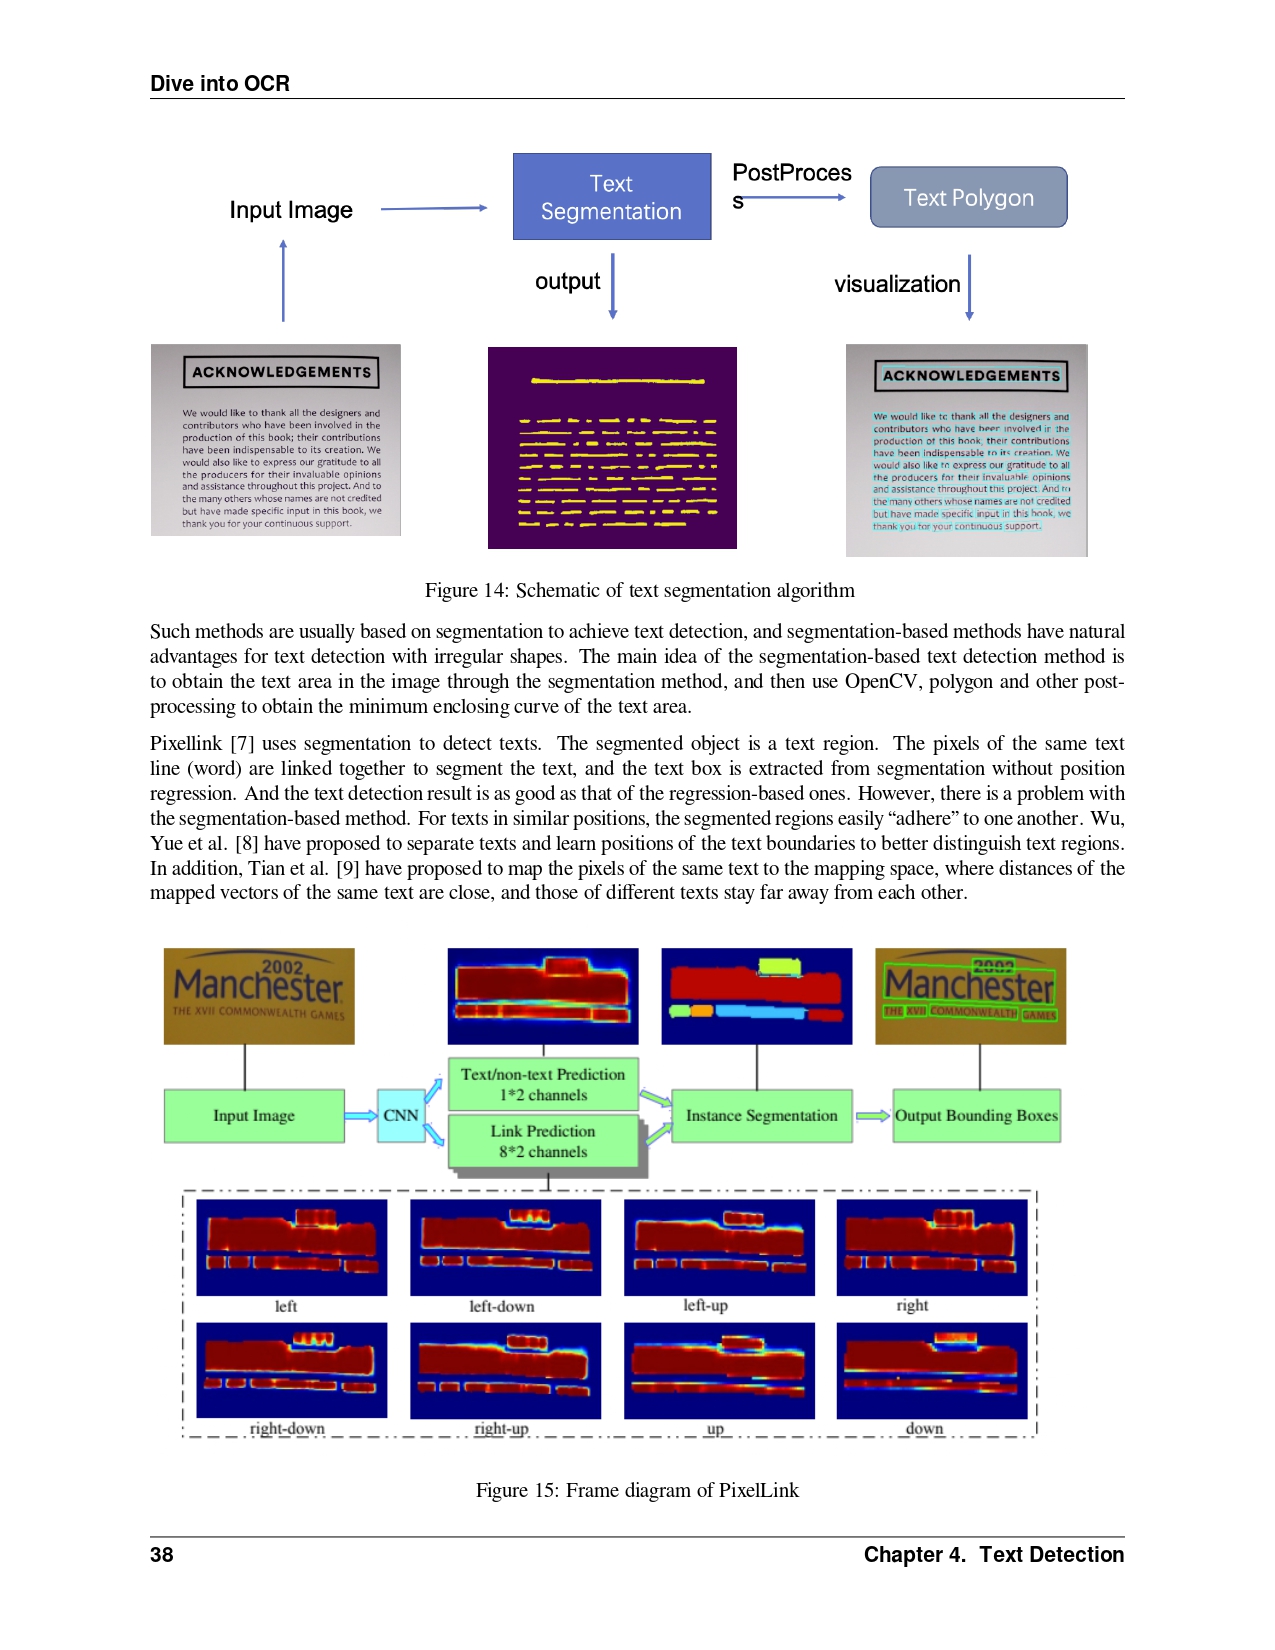 Dive into OCR
Input Image
Text
Segmentation
PostProces
s
Text Polygon
output
visualization
ACKNOWLEDGEMENTS
We would like to thank all the designers and
contributors who have been involved in the
production of this book; their contributions
have been indispensable to its creation. We
would also like to express our gratitude to all
the producers for their invaluable opinions
and assistance throughout this project. And to
the many others whose names are not credited
but have made specific input in this book, we
thank you for your continuous support.
ACKNOWLEDGEMENTS
We would like to thank all the designers and
contributors who have been involved in the
production of this book; their contributions
have been indispensable to its creation. We
would also like to express our gratitude to all
the producers for their invaluable opinions
and assistance throughout this project. And to
the many others whose names are not credited
but have made specific input in this book, we
thank you for your continuous support.
Figure 14: Schematic of text segmentation algorithm
Such methods are usually based on segmentation to achieve text detection, and segmentation-based methods have natural
advantages for text detection with irregular shapes. The main idea of the segmentation-based text detection method is
to obtain the text area in the image through the segmentation method, and then use OpenCV, polygon and other post-
processing to obtain the minimum enclosing curve of the text area.
Pixellink [7] uses segmentation to detect texts. The segmented object is a text region. The pixels of the same text
line (word) are linked together to segment the text, and the text box is extracted from segmentation without position
regression. And the text detection result is as good as that of the regression-based ones. However, there is a problem with
the segmentation-based method. For texts in similar positions, the segmented regions easily “adhere” to one another. Wu,
Yue et al. [8] have proposed to separate texts and learn positions of the text boundaries to better distinguish text regions.
In addition, Tian et al. [9] have proposed to map the pixels of the same text to the mapping space, where distances of the
mapped vectors of the same text are close, and those of different texts stay far away from each other.
2002
Manchester
THE XVII COMMONWEALTH GAMES
2002
Manchester
THE XVII COMMONWEALTH GAMES
Input Image
CNN
Text/non-text Prediction
1*2 channels
Link Prediction
8*2 channels
Instance Segmentation
Output Bounding Boxes
left
left-down
left-up
right
right-down
right-up
up
down
Figure 15: Frame diagram of PixelLink
38
Chapter 4. Text Detection